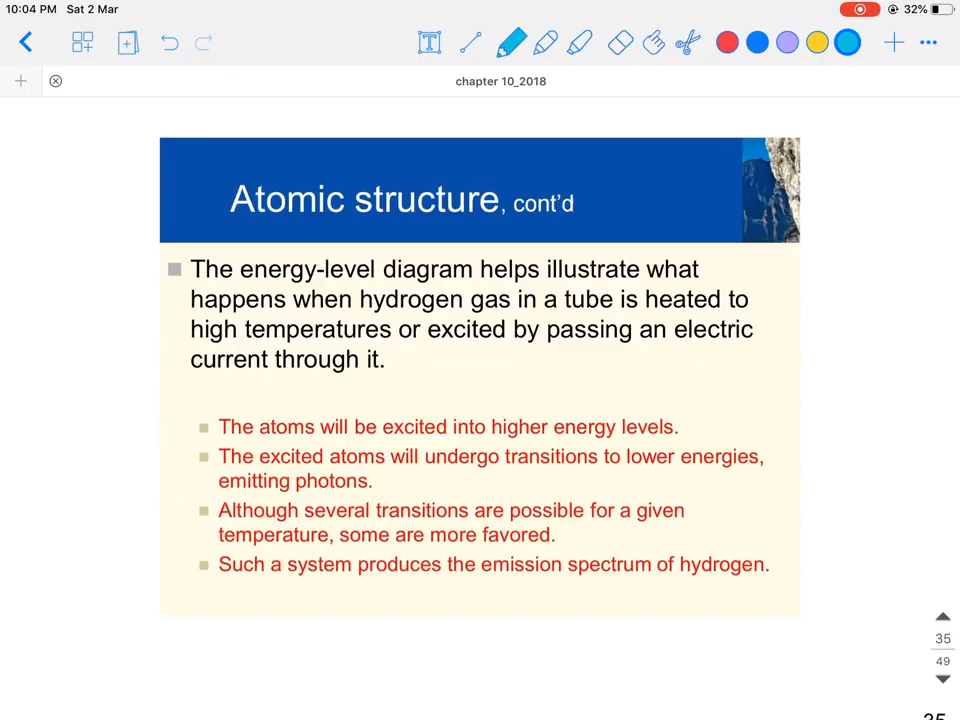 10:04 PM Sat 2 Mar
32%
chapter 10_2018
Atomic structure, cont'd
The energy-level diagram helps illustrate what
happens when hydrogen gas in a tube is heated to
high temperatures or excited by passing an electric
current through it.
The atoms will be excited into higher energy levels.
The excited atoms will undergo transitions to lower energies,
emitting photons.
Although several transitions are possible for a given
temperature, some are more favored.
Such a system produces the emission spectrum of hydrogen.
35
49
35